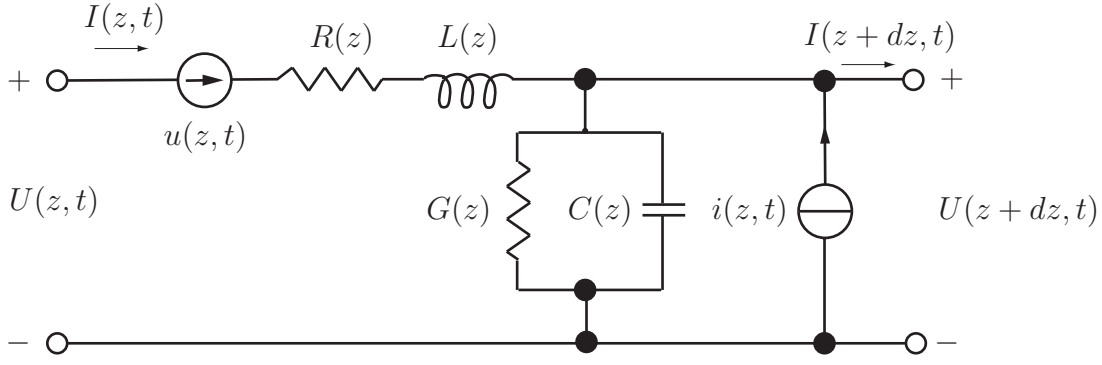 I(z, t)
R(z)
L(z)
I(z + dz, t)
+
+
u(z, t)
U(z, t)
G(z)
C(z)
i(z, t)
U(z + dz, t)
−
−